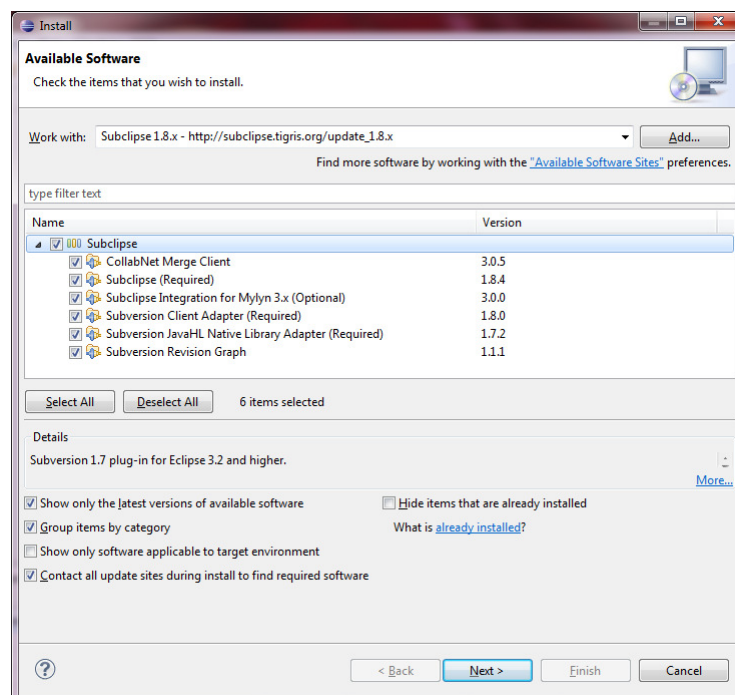 Install
Available Software
Check the items that you wish to install.
Work with: Subclipse 1.8.x - http://subclipse.tigris.org/update_1.8.x Add...
Find more software by working with the "Available Software Sites" preferences.
type filter text
Name Version
Subclipse
CollabNet Merge Client 3.0.5
Subclipse (Required) 1.8.4
Subclipse Integration for Mylyn 3.x (Optional) 3.0.0
Subversion Client Adapter (Required) 1.8.0
Subversion JavaHL Native Library Adapter (Required) 1.7.2
Subversion Revision Graph 1.1.1
Select All Deselect All 6 items selected
Details
Subversion 1.7 plug-in for Eclipse 3.2 and higher.
More...
Show only the latest versions of available software Hide items that are already installed
Group items by category What is already installed?
Show only software applicable to target environment
Contact all update sites during install to find required software
? < Back Next > Finish Cancel